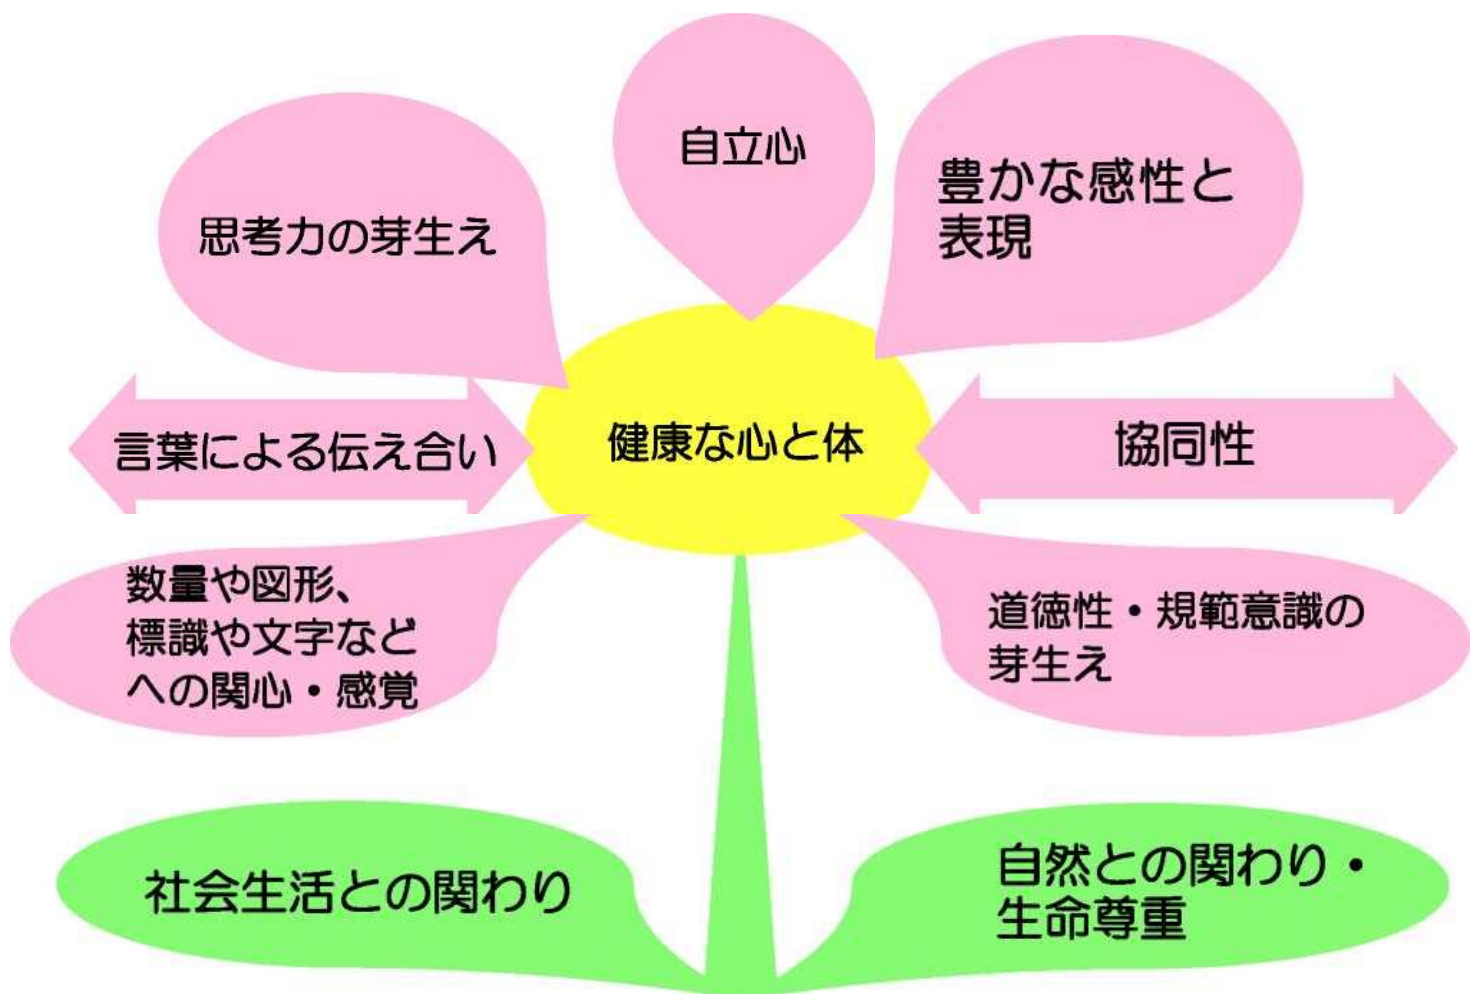 自立心
豊かな感性と
表現
思考力の芽生え
言葉による伝え合い
健康な心と体
協同性
数量や図形、
標識や文字など
への関心・感覚
道徳性・規範意識の
芽生え
社会生活との関わり
自然との関わり・
生命尊重